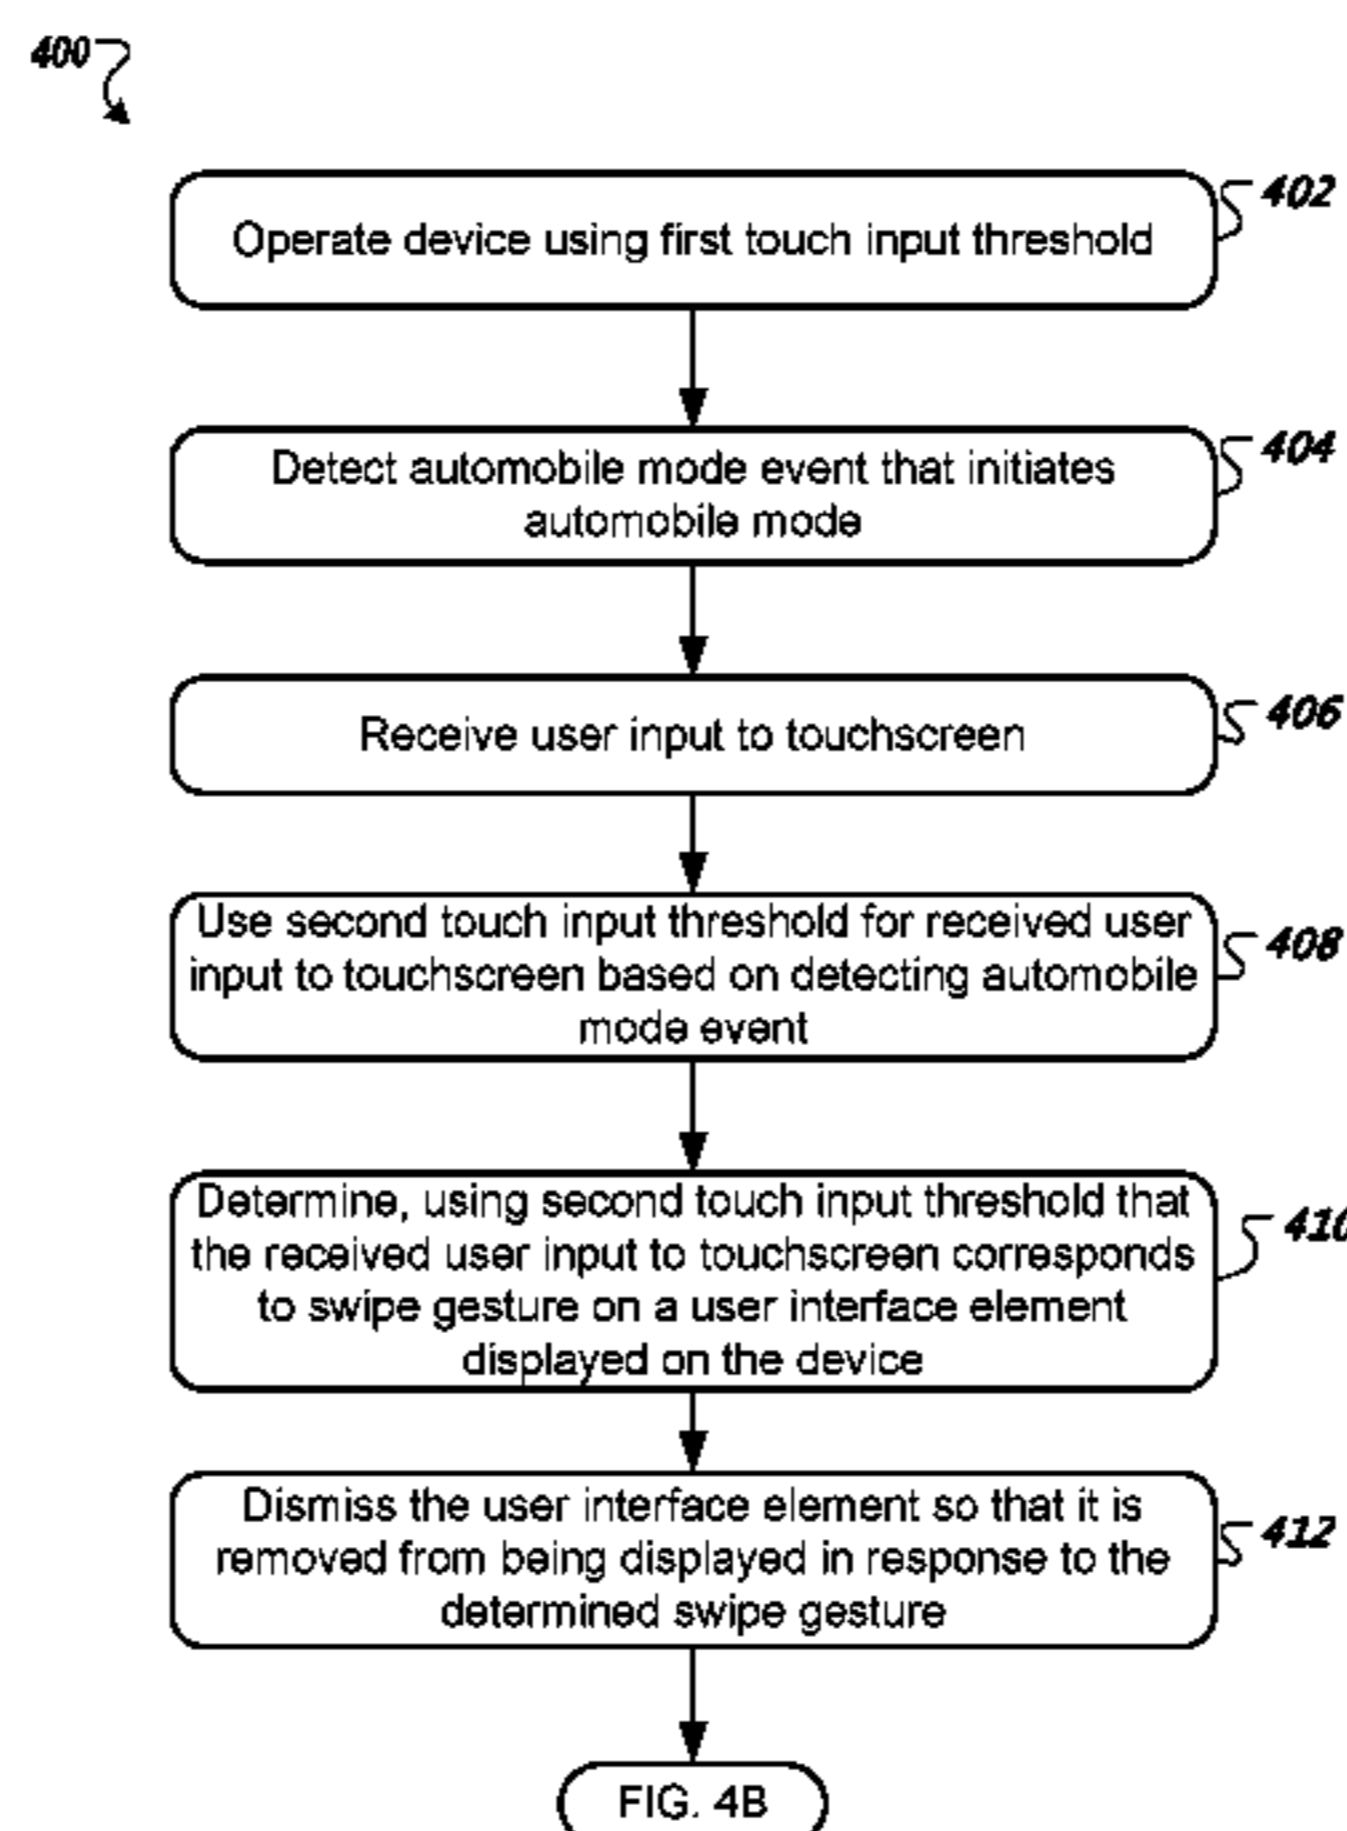 400
402
Operate device using first touch input threshold
404
Detect automobile mode event that initiates
automobile mode
406
Receive user input to touchscreen
408
Use second touch input threshold for received user
input to touchscreen based on detecting automobile
mode event
410
Determine, using second touch input threshold that
the received user input to touchscreen corresponds
to swipe gesture on a user interface element
displayed on the device
412
Dismiss the user interface element so that it is
removed from being displayed in response to the
determined swipe gesture
FIG. 4B